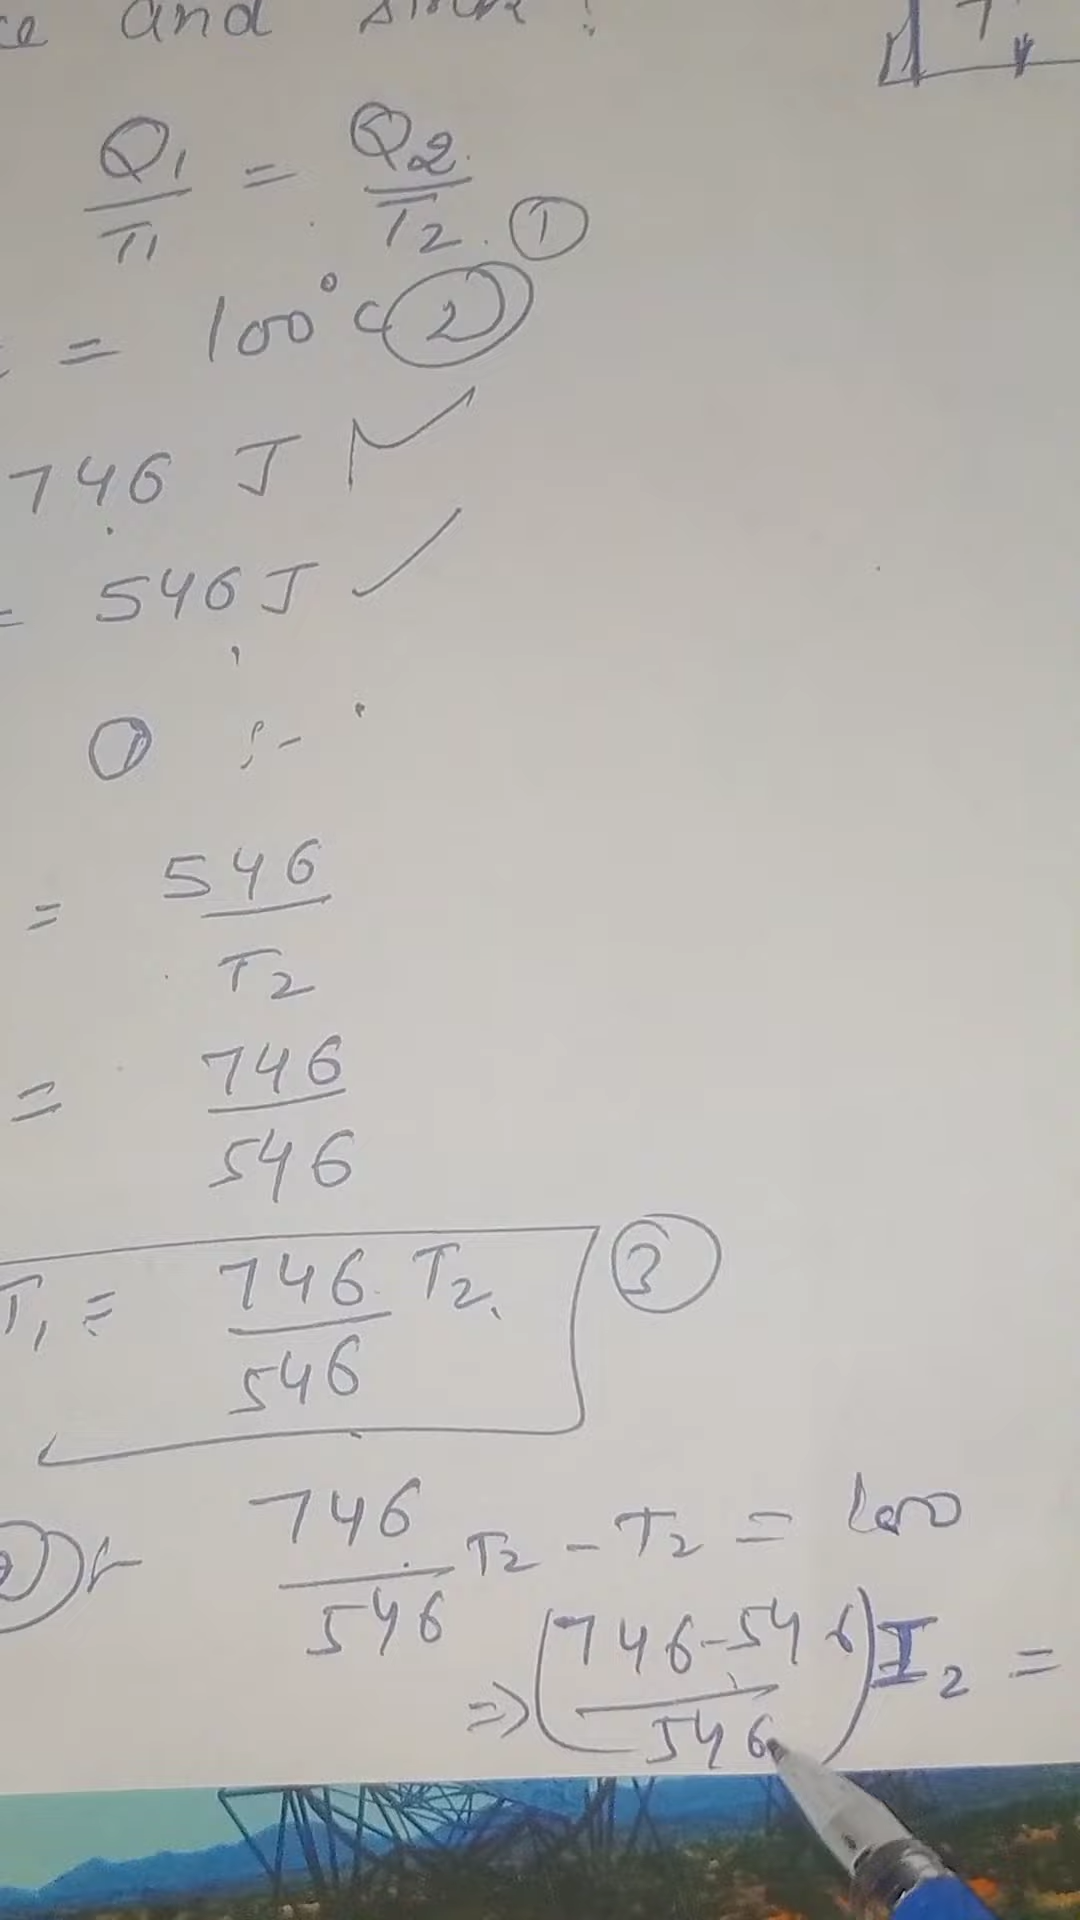 and
T
Q1/T1 = Q2/T2 . ①
= 100°C ②
746 J
= 546 J
① :-
= 546/T2
= 746/546
T1 = 746/546 T2. ③
② :- 746/546 T2 - T2 = 100
=> (746-546/546) T2 =